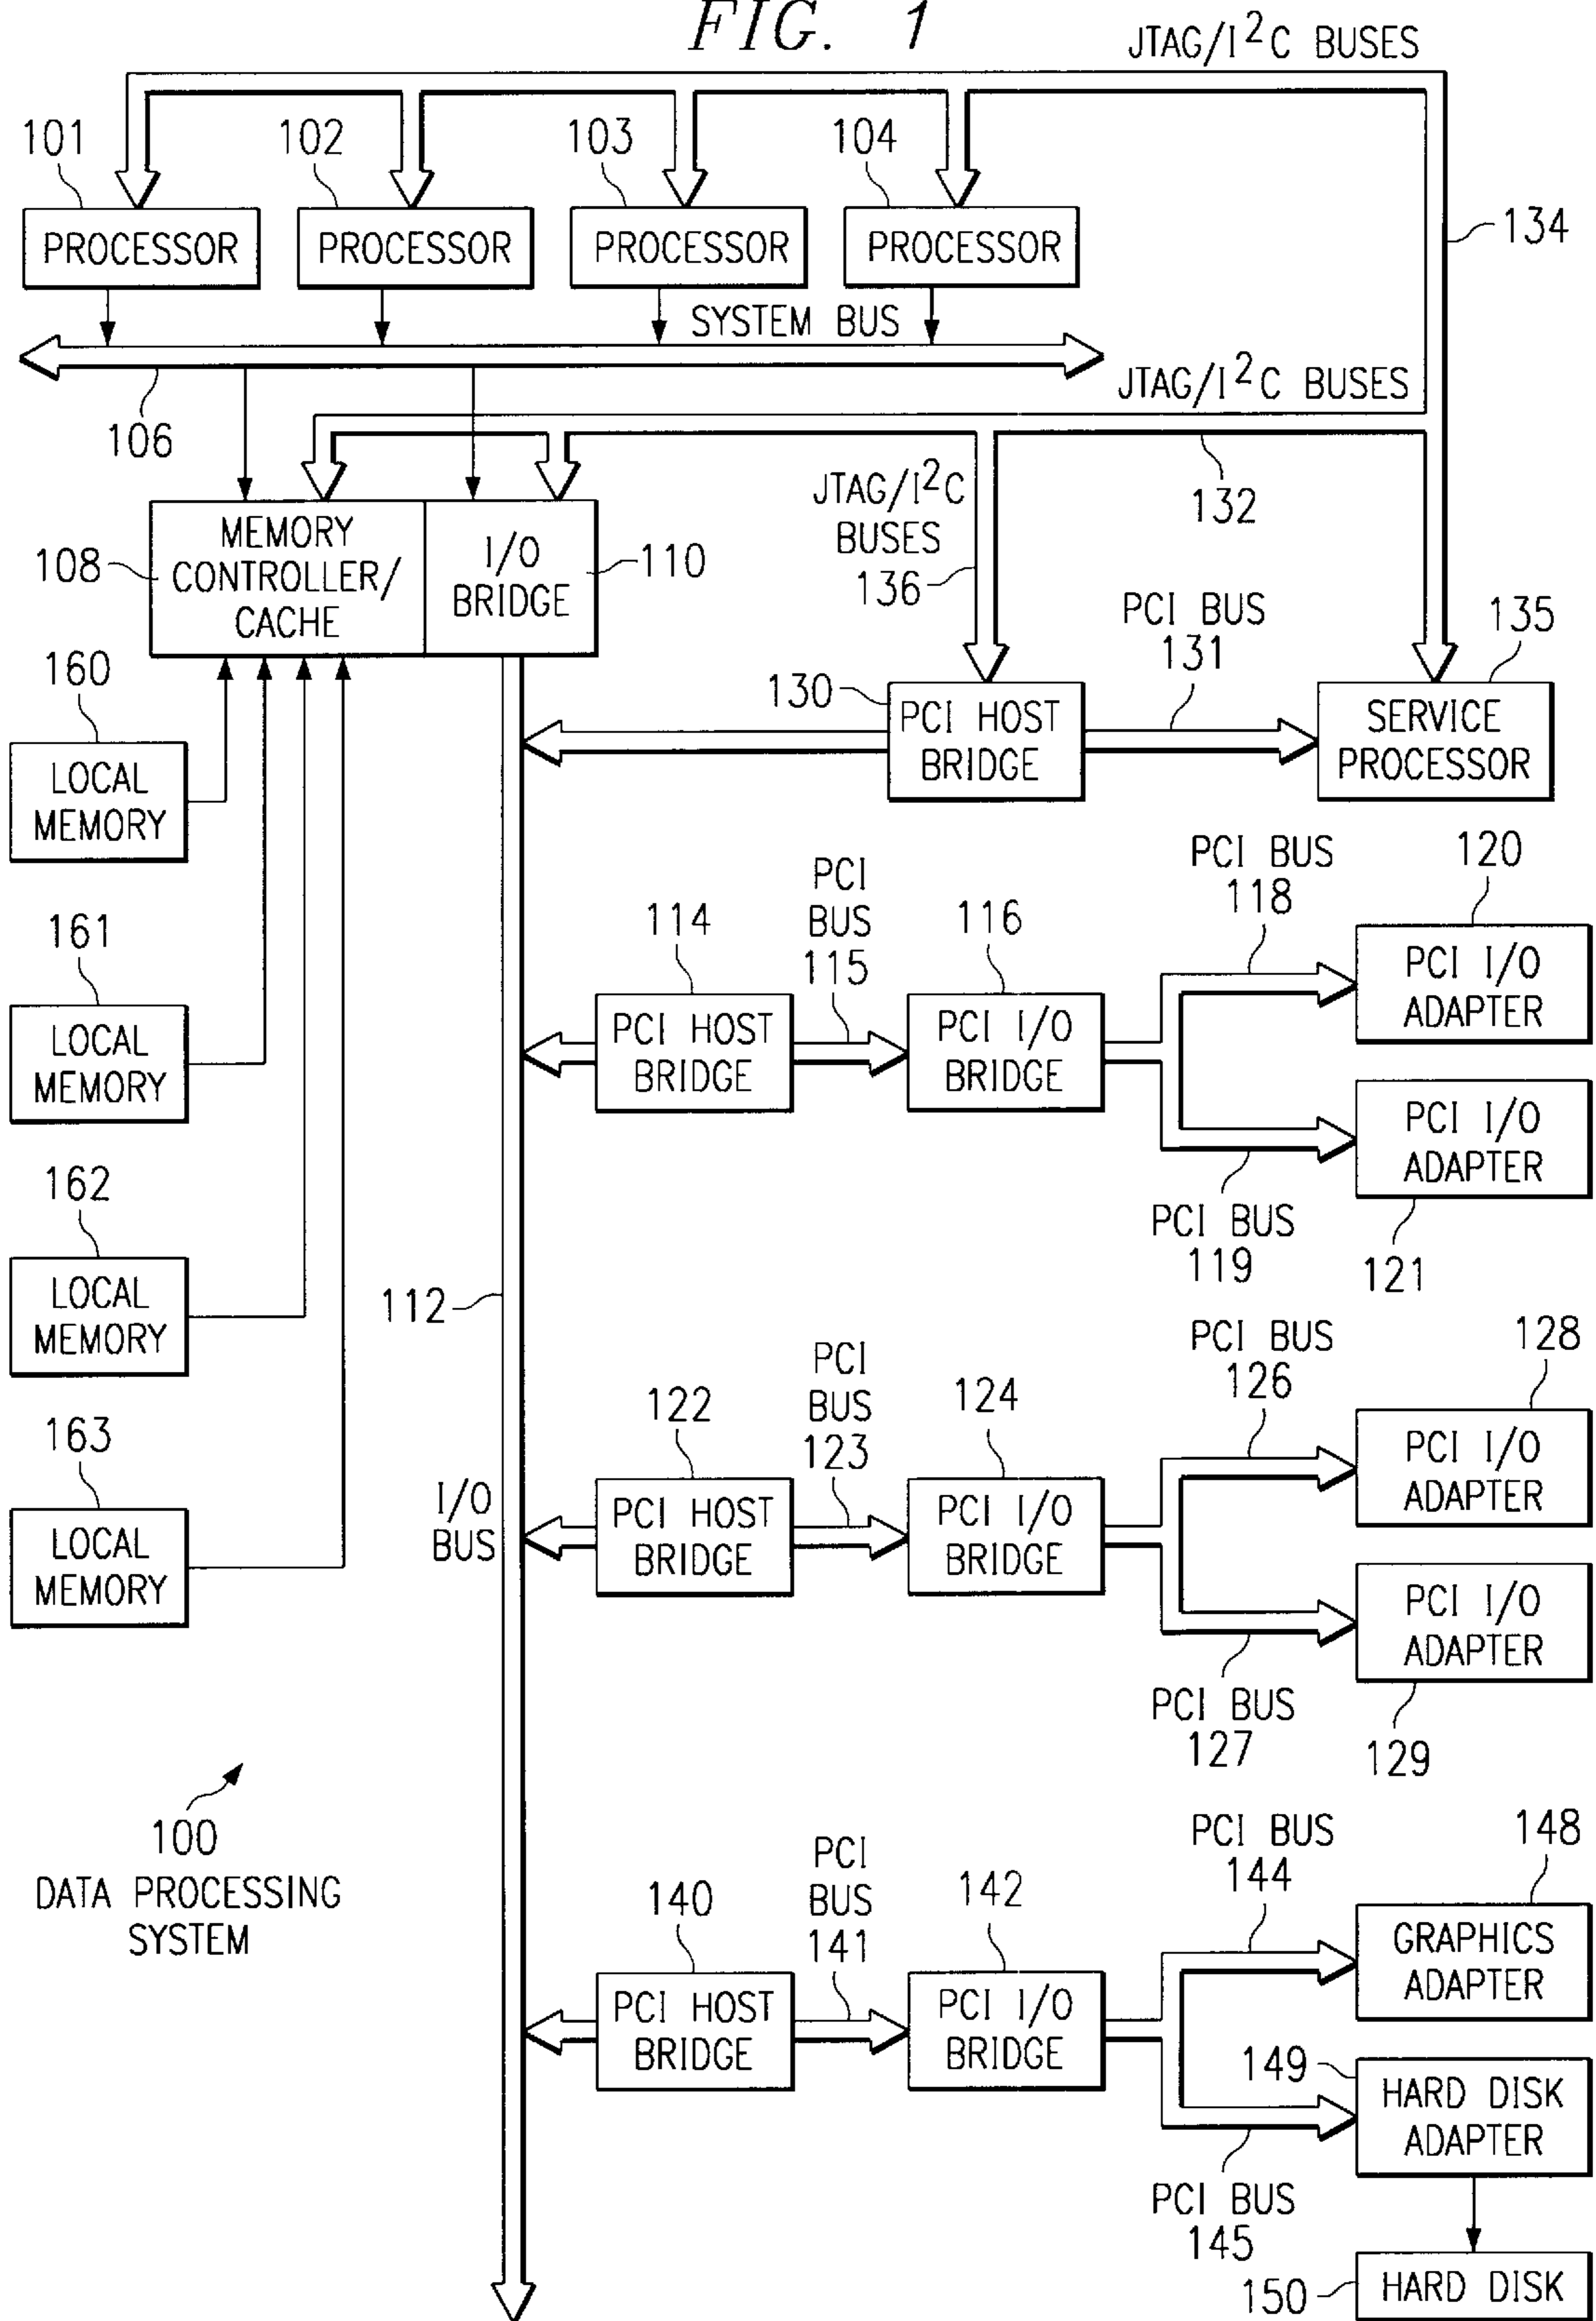 FIG. 1
JTAG/I²C BUSES
101
102
103
104
PROCESSOR
PROCESSOR
PROCESSOR
PROCESSOR
134
SYSTEM BUS
106
JTAG/I²C BUSES
132
JTAG/I²C
BUSES
136
108
MEMORY
CONTROLLER/
CACHE
I/O
BRIDGE
110
PCI BUS
131
135
130
PCI HOST
BRIDGE
SERVICE
PROCESSOR
160
LOCAL
MEMORY
161
LOCAL
MEMORY
162
LOCAL
MEMORY
163
LOCAL
MEMORY
112
I/O
BUS
114
PCI HOST
BRIDGE
PCI
BUS
115
116
PCI I/O
BRIDGE
PCI BUS
118
120
PCI I/O
ADAPTER
PCI I/O
ADAPTER
PCI BUS
119
121
122
PCI HOST
BRIDGE
PCI
BUS
123
124
PCI I/O
BRIDGE
PCI BUS
126
128
PCI I/O
ADAPTER
PCI I/O
ADAPTER
PCI BUS
127
129
100
DATA PROCESSING
SYSTEM
140
PCI HOST
BRIDGE
PCI
BUS
141
142
PCI I/O
BRIDGE
PCI BUS
144
148
GRAPHICS
ADAPTER
149
HARD DISK
ADAPTER
PCI BUS
145
150
HARD DISK